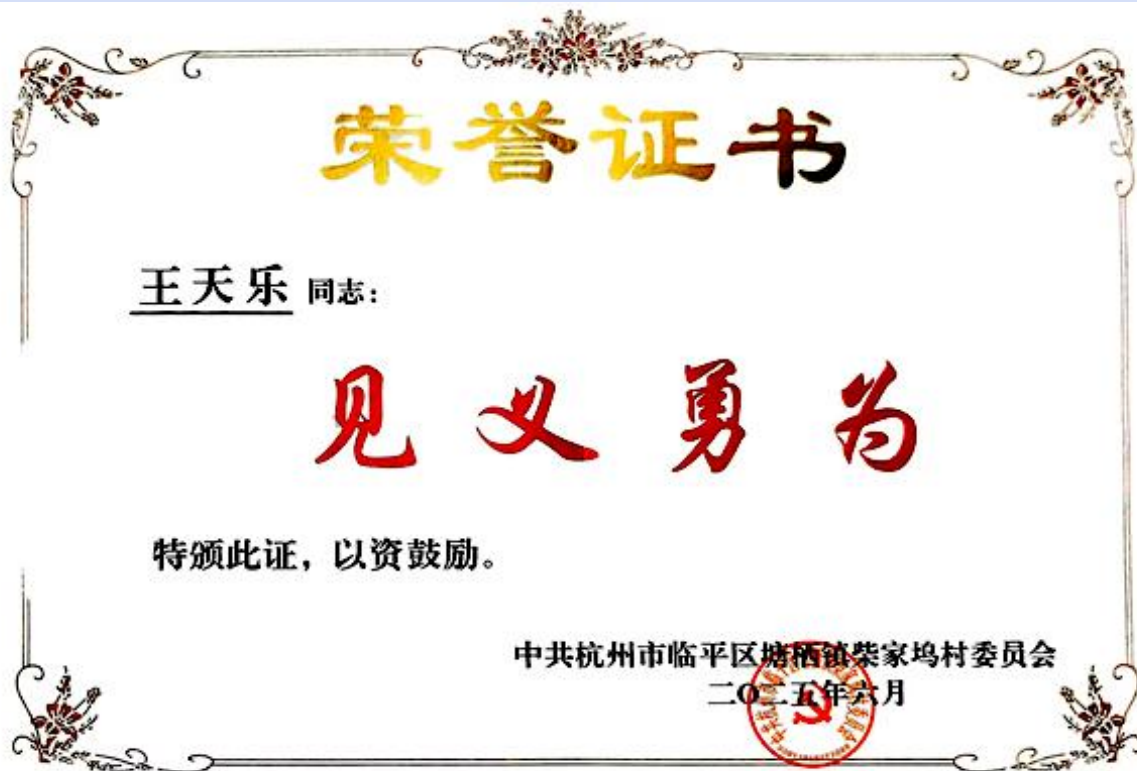 荣誉证书
王天乐 同志：
见义勇为
特颁此证，以资鼓励。
中共杭州市临平区塘栖镇柴家坞村委员会
二〇二五年六月